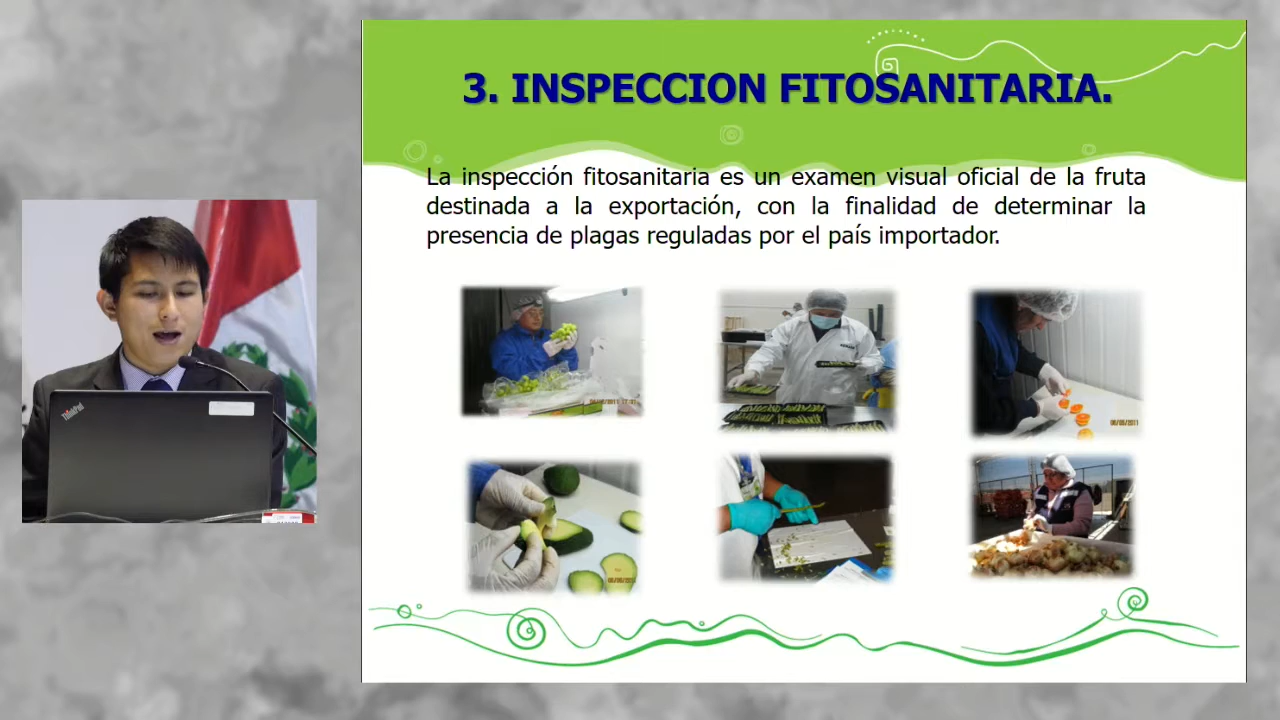 3. INSPECCION FITOSANITARIA.
La inspección fitosanitaria es un examen visual oficial de la fruta
destinada a la exportación, con la finalidad de determinar la
presencia de plagas reguladas por el país importador.
ThinkPad